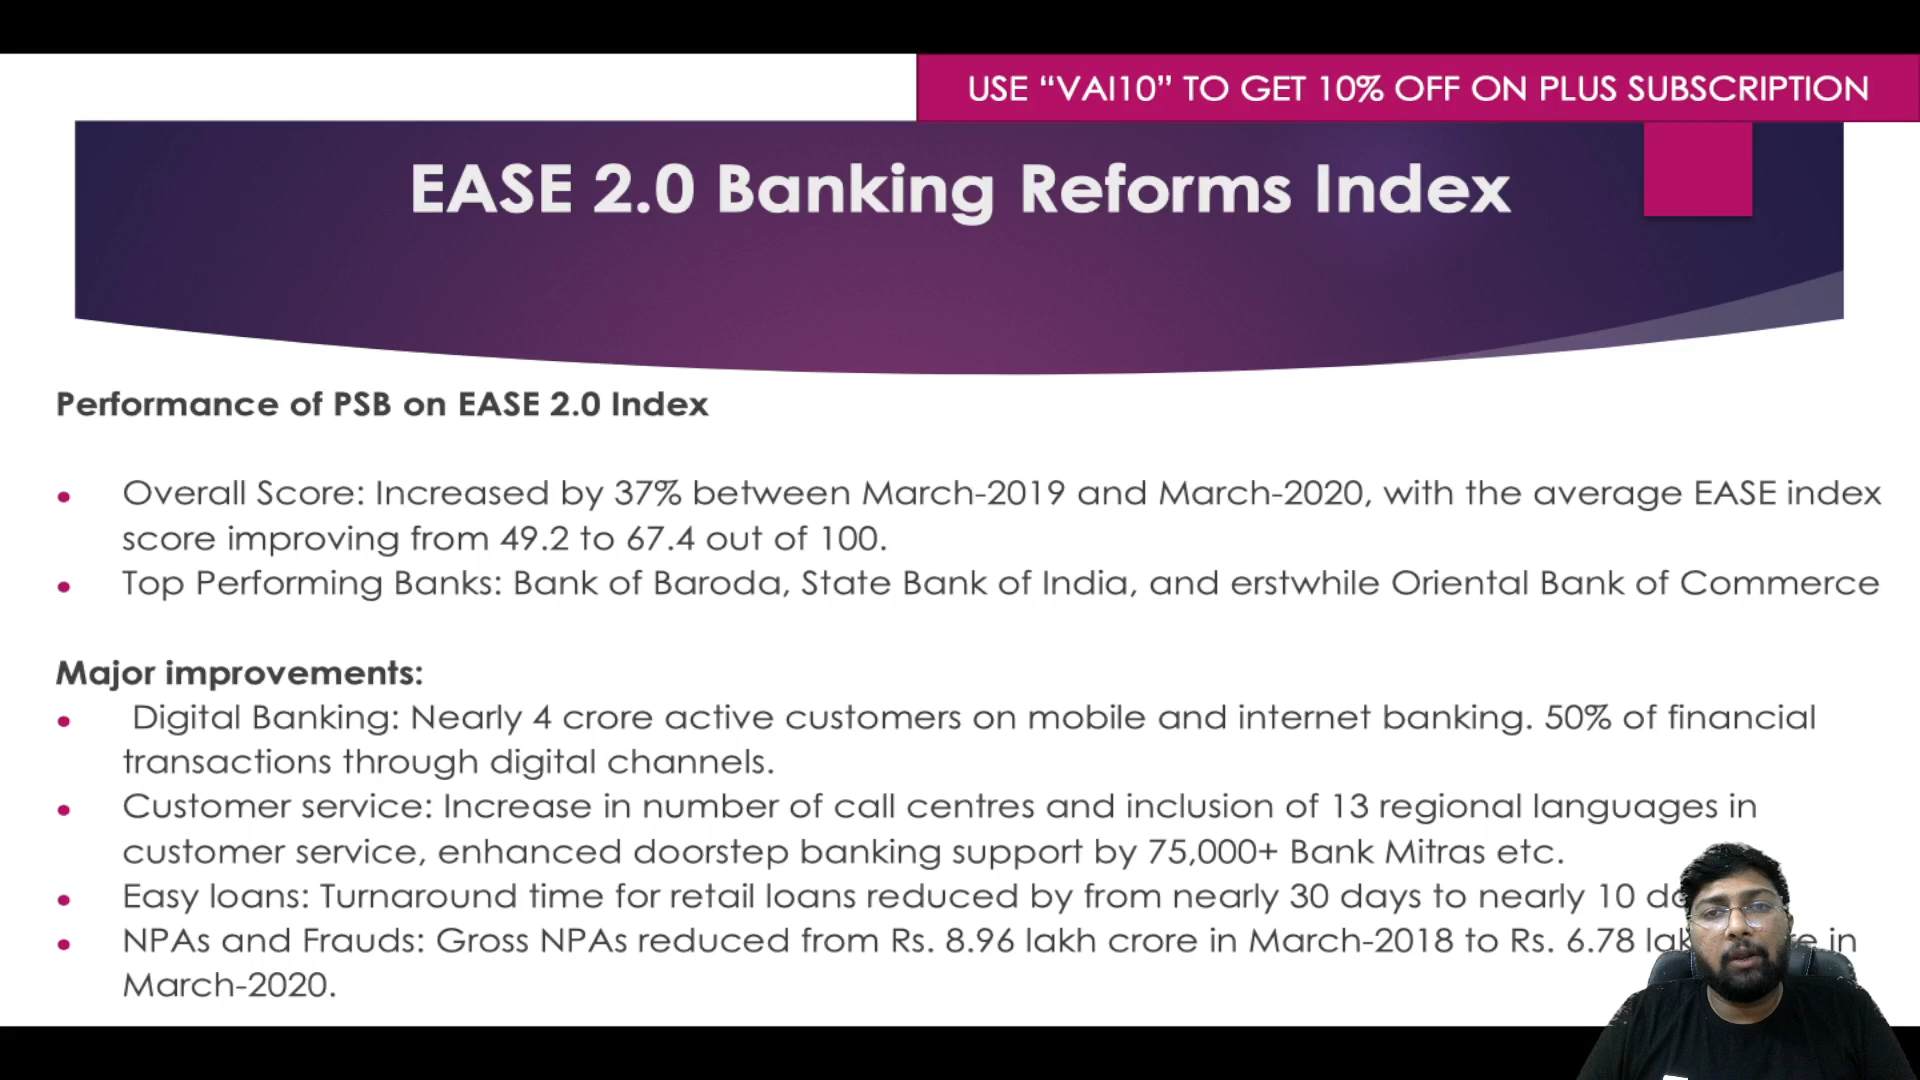 USE “VAI10” TO GET 10% OFF ON PLUS SUBSCRIPTION
EASE 2.0 Banking Reforms Index
Performance of PSB on EASE 2.0 Index
• Overall Score: Increased by 37% between March-2019 and March-2020, with the average EASE index
score improving from 49.2 to 67.4 out of 100.
• Top Performing Banks: Bank of Baroda, State Bank of India, and erstwhile Oriental Bank of Commerce
Major improvements:
• Digital Banking: Nearly 4 crore active customers on mobile and internet banking. 50% of financial
transactions through digital channels.
• Customer service: Increase in number of call centres and inclusion of 13 regional languages in
customer service, enhanced doorstep banking support by 75,000+ Bank Mitras etc.
• Easy loans: Turnaround time for retail loans reduced by from nearly 30 days to nearly 10
• NPAs and Frauds: Gross NPAs reduced from Rs. 8.96 lakh crore in March-2018 to Rs. 6.78 in
March-2020.